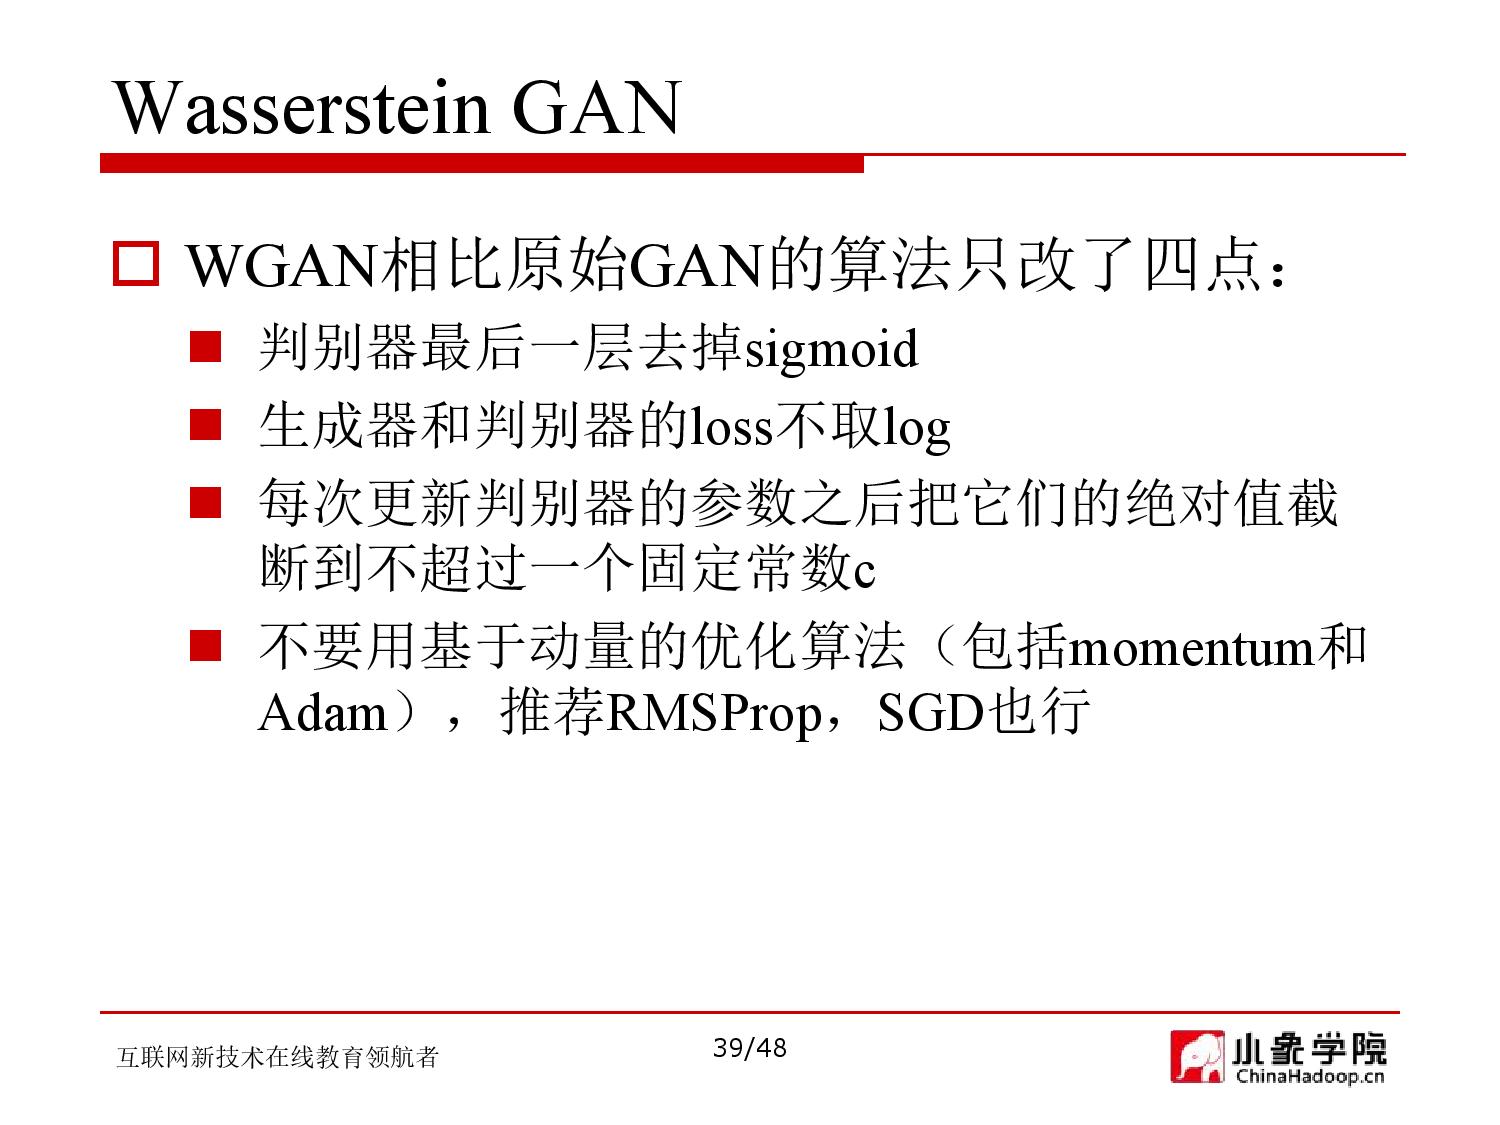 Wasserstein GAN
WGAN相比原始GAN的算法只改了四点：
判别器最后一层去掉sigmoid
生成器和判别器的loss不取log
每次更新判别器的参数之后把它们的绝对值截
断到不超过一个固定常数c
不要用基于动量的优化算法（包括momentum和
Adam），推荐RMSProp，SGD也行
互联网新技术在线教育领航者
39/48
小象学院
ChinaHadoop.cn